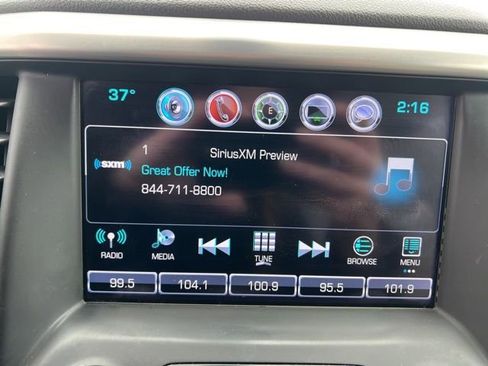 37°
2:16
1 SiriusXM Preview
sxm
Great Offer Now!
844-711-8800
RADIO MEDIA TUNE BROWSE MENU
99.5 104.1 100.9 95.5 101.9